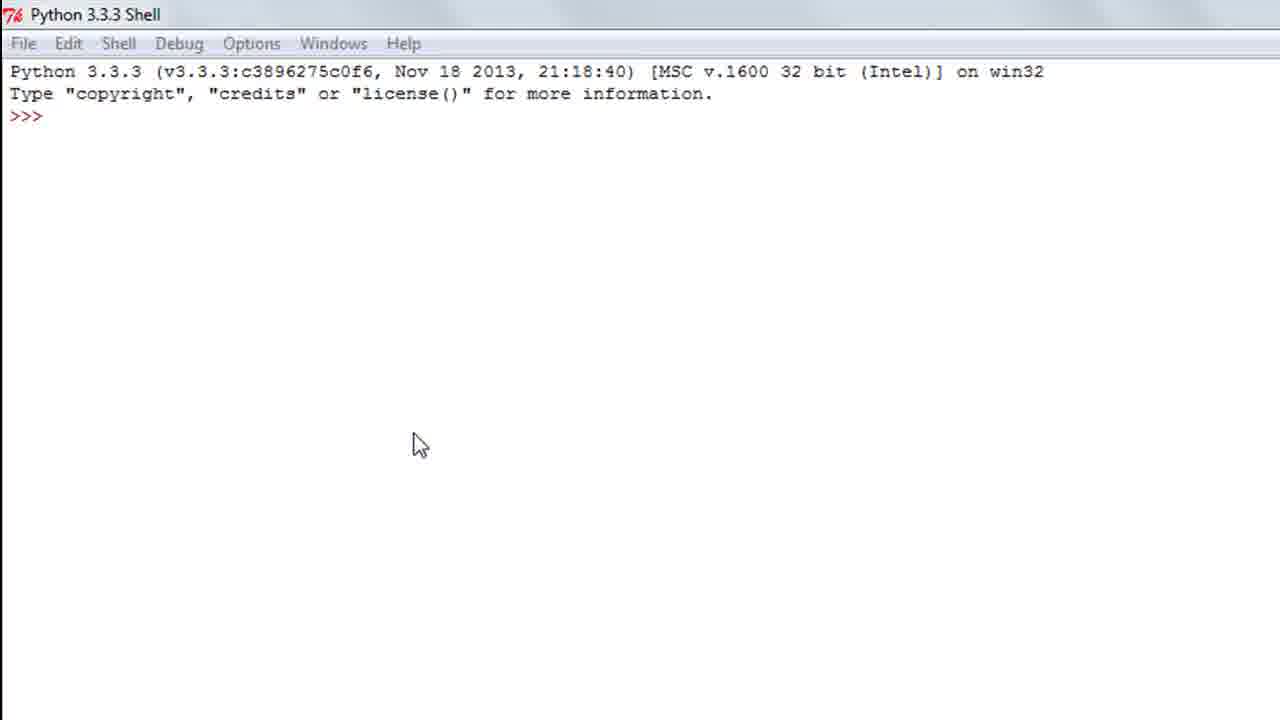 Python 3.3.3 Shell
File Edit Shell Debug Options Windows Help
Python 3.3.3 (v3.3.3:c3896275c0f6, Nov 18 2013, 21:18:40) [MSC v.1600 32 bit (Intel)] on win32
Type "copyright", "credits" or "license()" for more information.
>>>